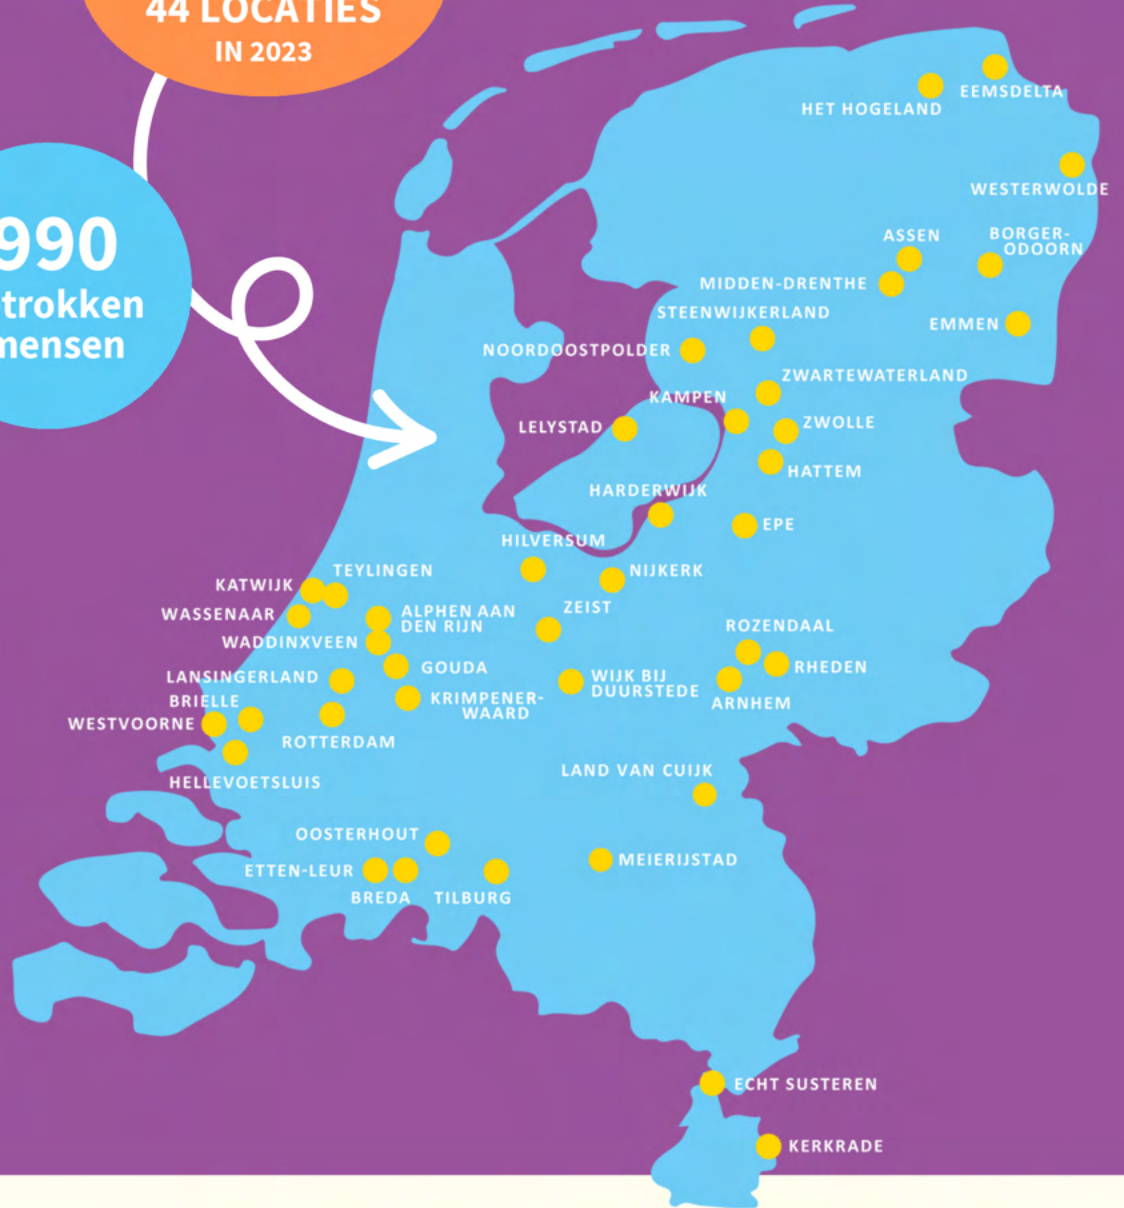 44 LOCATIES
IN 2023
990
trokken
mensen
HET HOGELAND
EEMSDELTA
WESTERWOLDE
ASSEN
BORGER-
ODOORN
MIDDEN-DRENTHE
STEENWIJKERLAND
EMMEN
NOORDOOSTPOLDER
ZWARTEWATERLAND
KAMPEN
LELYSTAD
ZWOLLE
HATTEM
HARDERWIJK
EPE
HILVERSUM
NIJKERK
TEYLINGEN
KATWIJK
ZEIST
WASSENAAR
ALPHEN AAN
DEN RIJN
WADDINXVEEN
ROZENDAAL
GOUDA
RHEDEN
LANSINGERLAND
WIJK BIJ
DUURSTEDE
BRIELLE
KRIMPENER-
WAARD
ARNHEM
WESTVOORNE
ROTTERDAM
HELLEVOETSLUIS
LAND VAN CUIJK
OOSTERHOUT
MEIERIJSTAD
ETTEN-LEUR
BREDA
TILBURG
ECHT SUSTEREN
KERKRADE